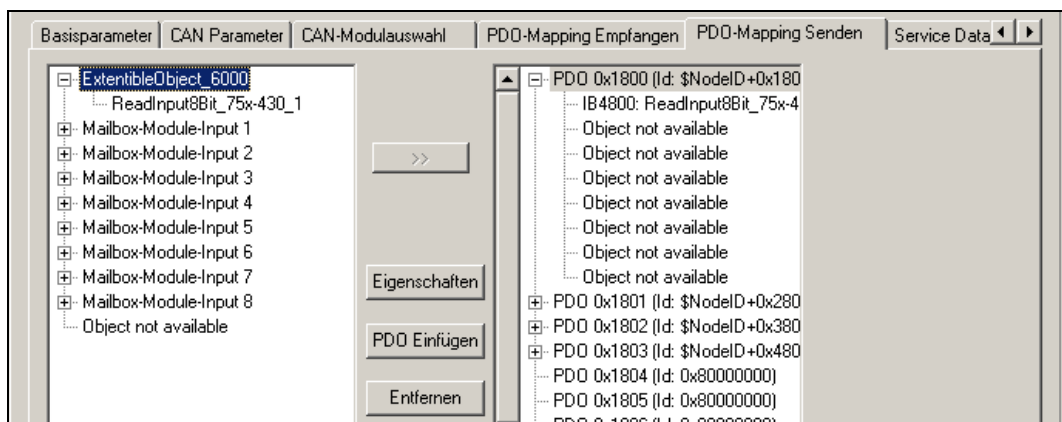 Basisparameter CAN Parameter CAN-Modulauswahl PDO-Mapping Empfangen PDO-Mapping Senden Service Data
ExtentibleObject_6000
ReadInput8Bit_75x-430_1
Mailbox-Module-Input 1
Mailbox-Module-Input 2
Mailbox-Module-Input 3
Mailbox-Module-Input 4
Mailbox-Module-Input 5
Mailbox-Module-Input 6
Mailbox-Module-Input 7
Mailbox-Module-Input 8
Object not available
>>
Eigenschaften
PDO Einfügen
Entfernen
PDO 0x1800 (Id: $NodeID+0x180
IB4800: ReadInput8Bit_75x-4
Object not available
Object not available
Object not available
Object not available
Object not available
Object not available
Object not available
PDO 0x1801 (Id: $NodeID+0x280
PDO 0x1802 (Id: $NodeID+0x380
PDO 0x1803 (Id: $NodeID+0x480
PDO 0x1804 (Id: 0x80000000)
PDO 0x1805 (Id: 0x80000000)